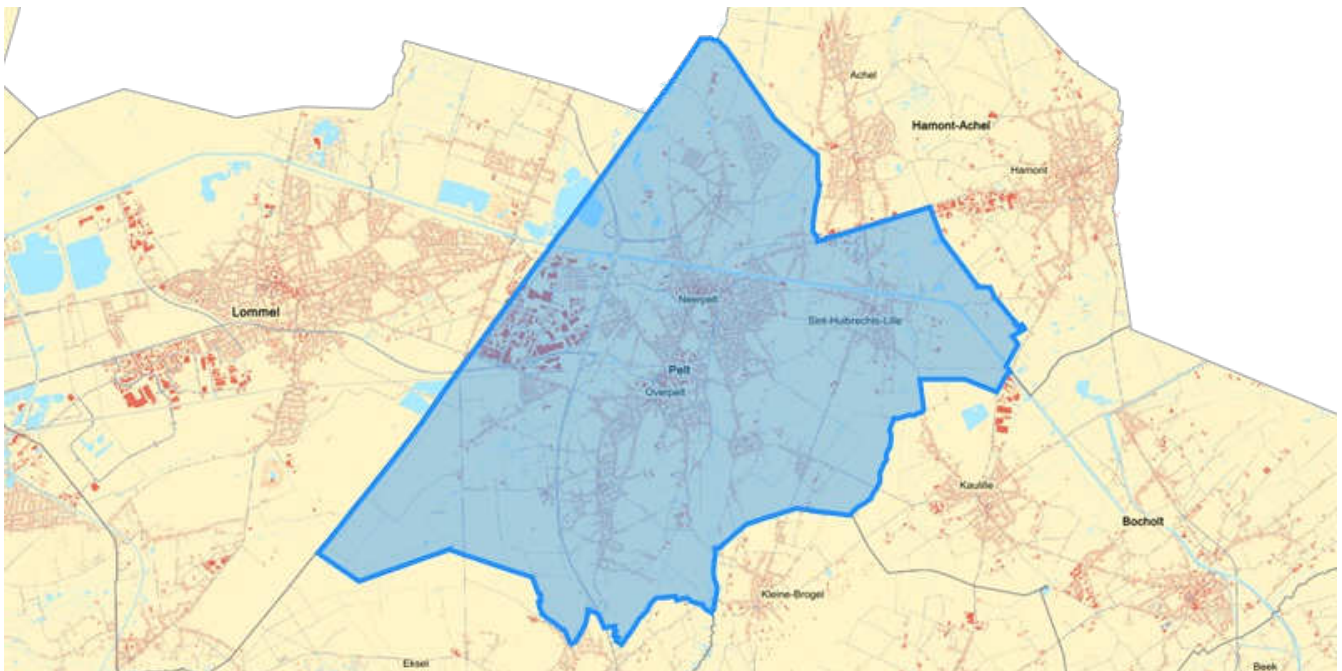 Achel
Hamont-Achel
Hamont
Neerpelt
Lommel
Sint-Huibrechts-Lille
Pelt
Overpelt
Kaulille
Bocholt
Kleine-Brogel
Eksel
Beek